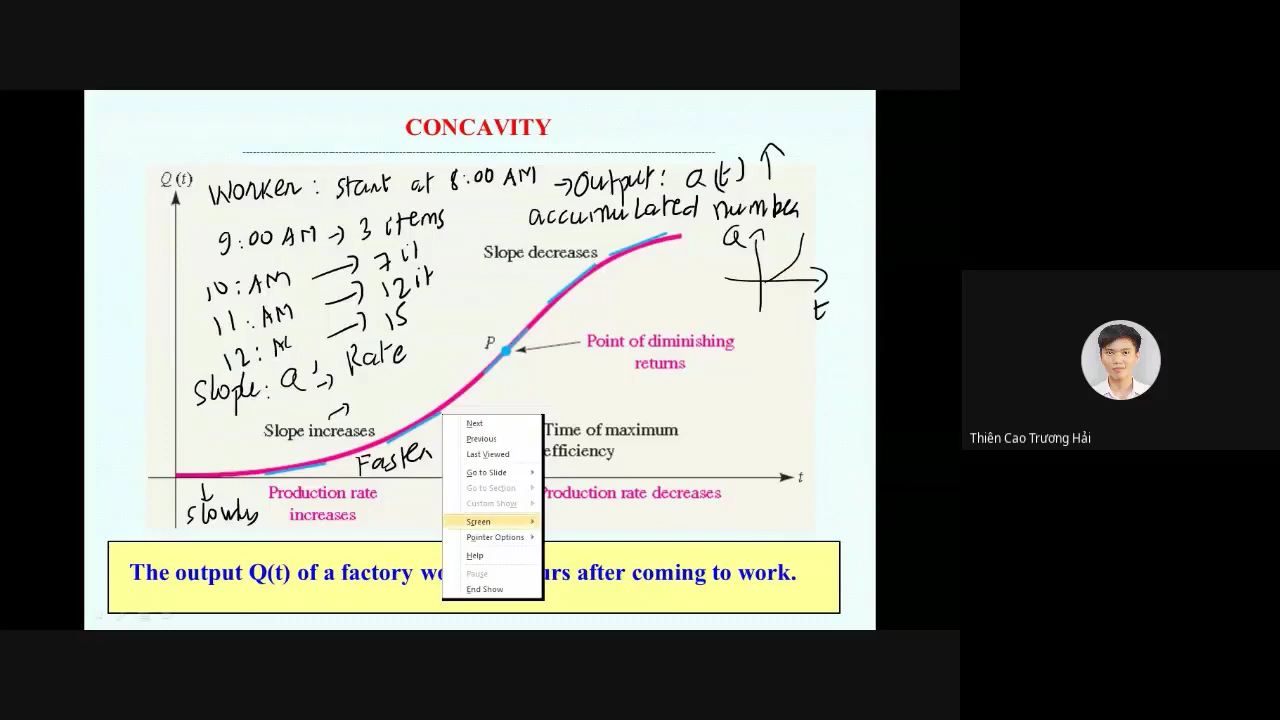 CONCAVITY
Q (t)
Worker: start at 8:00 AM → Output: Q(t) ↑
accumulated number
9:00 AM → 3 items
10: AM → 7 it
11: AM → 12 it
12: → 15
Slope: Q' → Rate
Q
t
Slope decreases
P
Point of diminishing
returns
Slope increases
Faster
Time of maximum
efficiency
t
slowly
Production rate
increases
Production rate decreases
Next
Previous
Last Viewed
Go to Slide
Go to Section
Custom Show
Screen
Pointer Options
Help
Pause
End Show
The output Q(t) of a factory wo urs after coming to work.
Thiên Cao Trương Hải